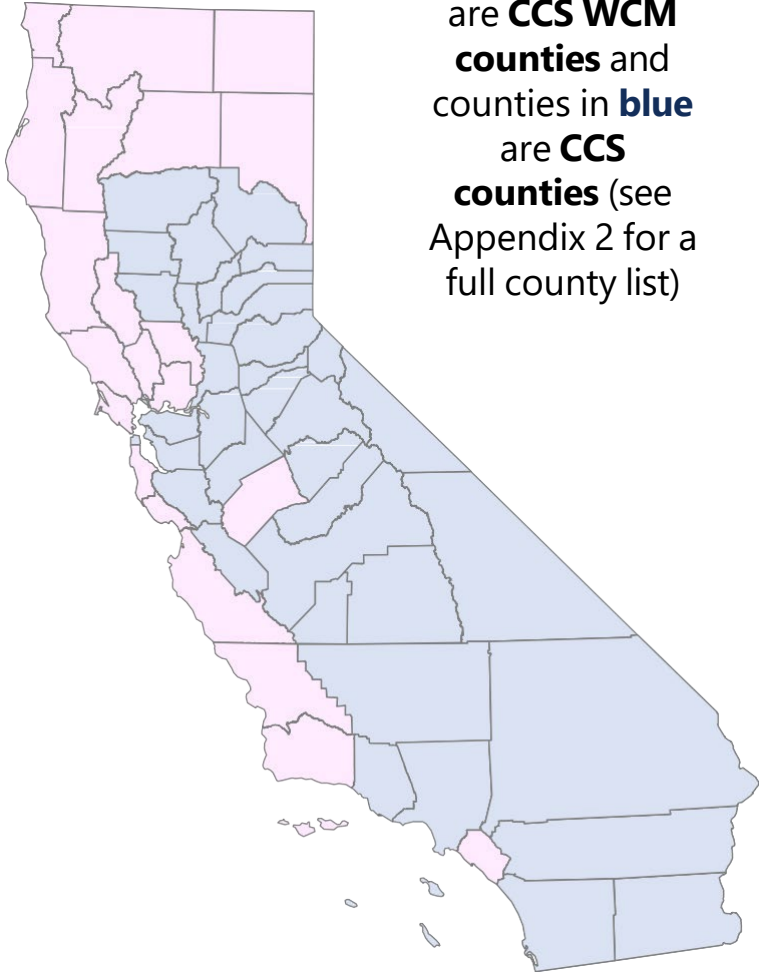 are CCS WCM
counties and
counties in blue
are CCS
counties (see
Appendix 2 for a
full county list)